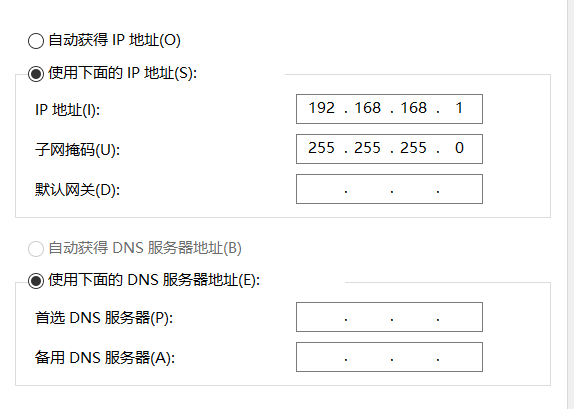 自动获得 IP 地址(O)
使用下面的 IP 地址(S):
IP 地址(I): 192 . 168 . 168 . 1
子网掩码(U): 255 . 255 . 255 . 0
默认网关(D): . . .
自动获得 DNS 服务器地址(B)
使用下面的 DNS 服务器地址(E):
首选 DNS 服务器(P): . . .
备用 DNS 服务器(A): . . .